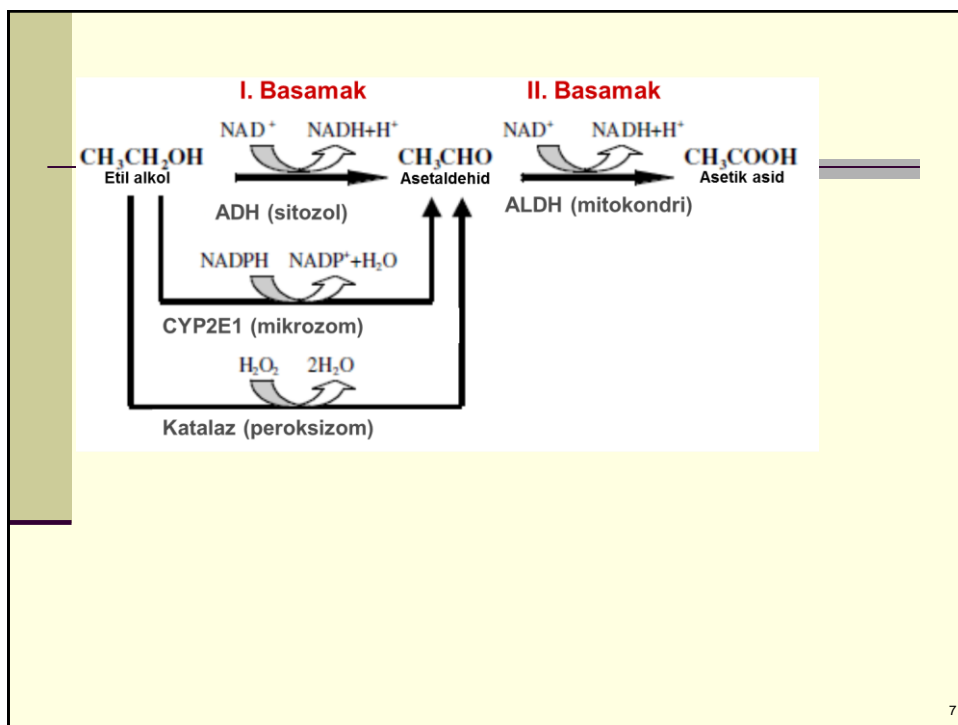 I. Basamak II. Basamak
NAD⁺ NADH+H⁺ NAD⁺ NADH+H⁺
CH₃CH₂OH CH₃CHO CH₃COOH
Etil alkol Asetaldehid Asetik asid
ADH (sitozol) ALDH (mitokondri)
NADPH NADP⁺+H₂O
CYP2E1 (mikrozom)
H₂O₂ 2H₂O
Katalaz (peroksizom)
7